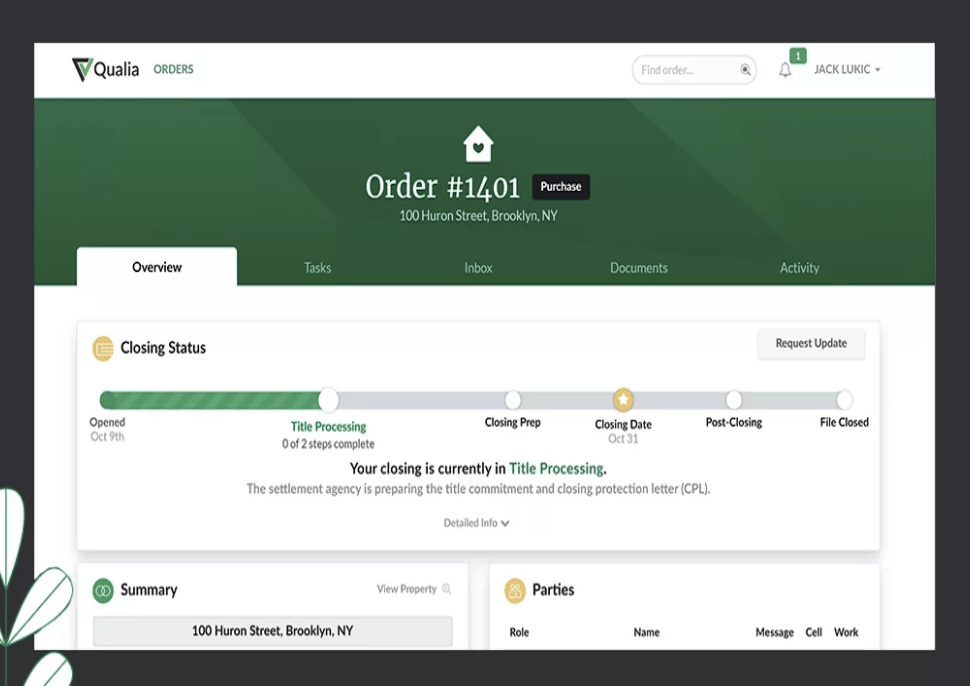 Qualia ORDERS Find order... 1 JACK LUKIC
Order #1401 Purchase
100 Huron Street, Brooklyn, NY
Overview Tasks Inbox Documents Activity
Closing Status Request Update
Opened Title Processing Closing Prep Closing Date Post-Closing File Closed
Oct 9th 0 of 2 steps complete Oct 31
Your closing is currently in Title Processing.
The settlement agency is preparing the title commitment and closing protection letter (CPL).
Detailed Info
Summary View Property Parties
100 Huron Street, Brooklyn, NY Role Name Message Cell Work